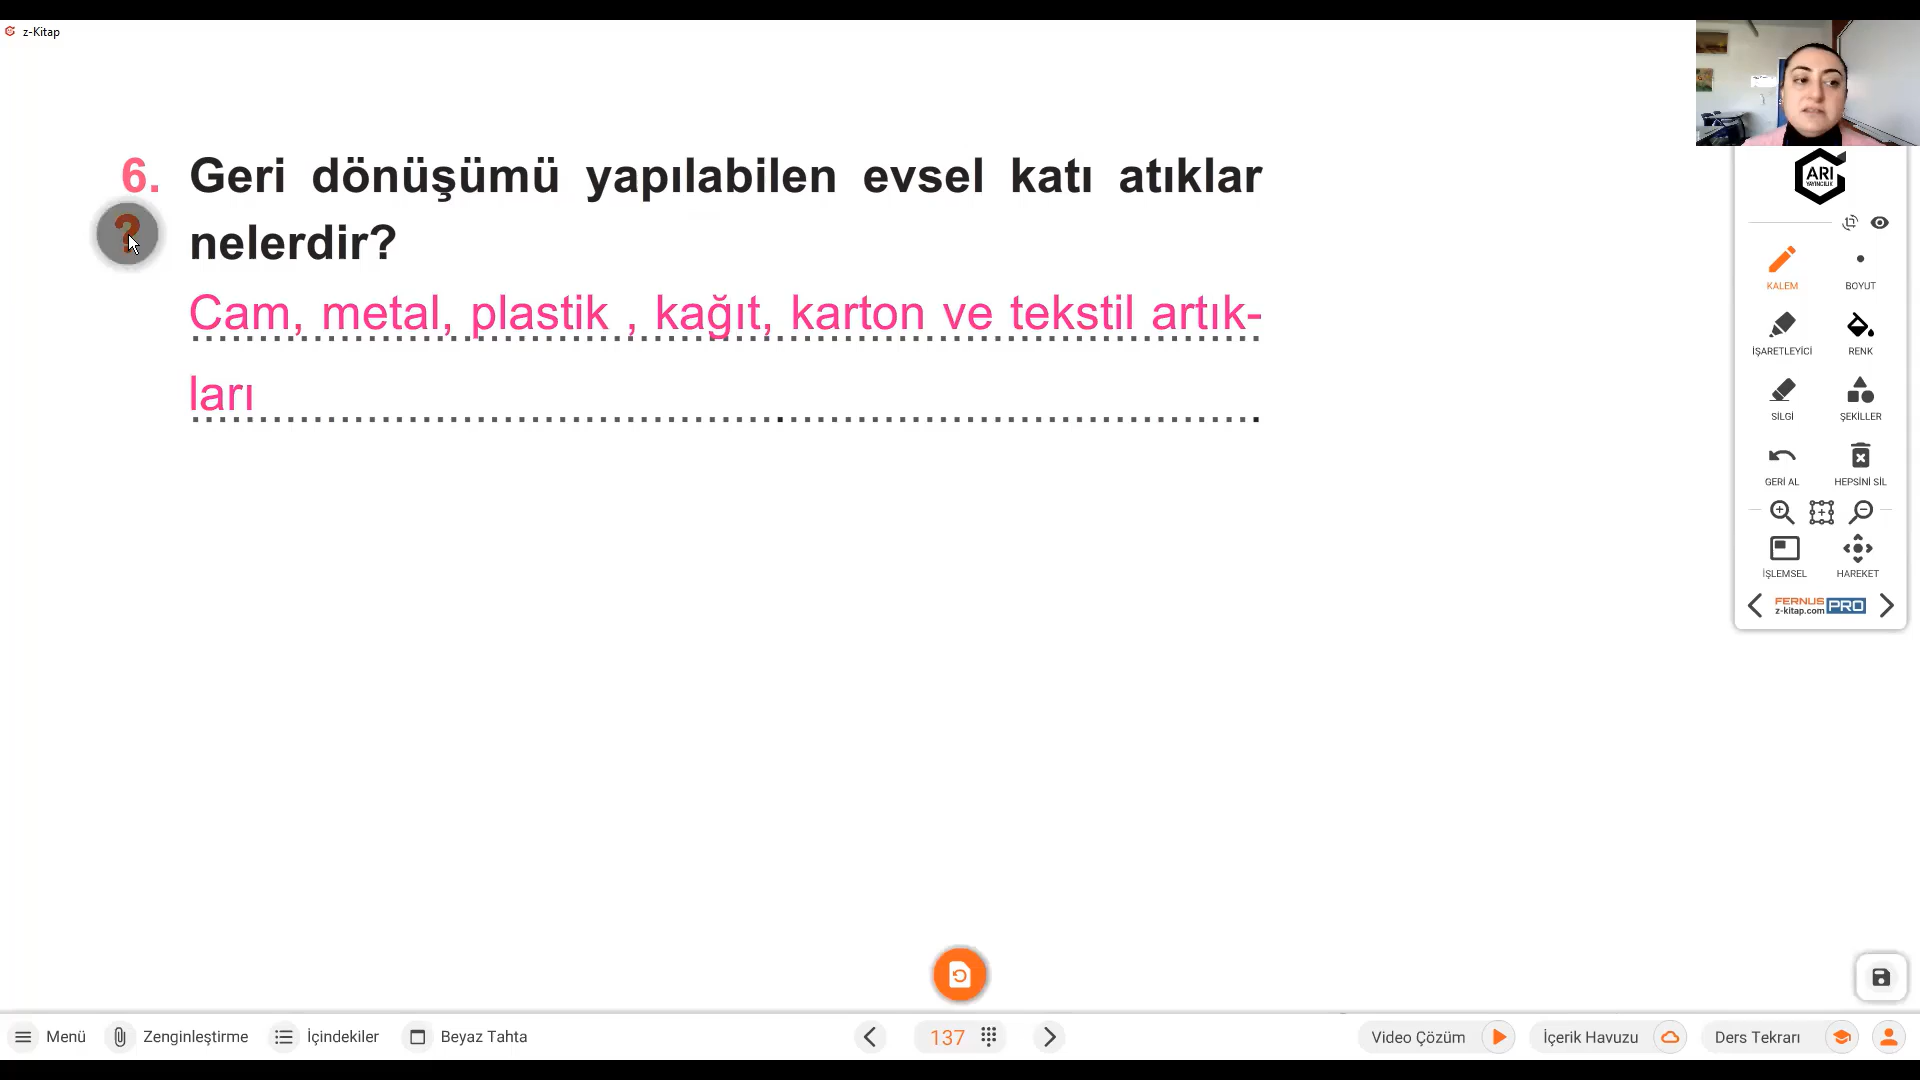 z-Kitap
6. Geri dönüşümü yapılabilen evsel katı atıklar
nelerdir?
Cam, metal, plastik , kağıt, karton ve tekstil artık-
ları
ARI
YAYINCILIK
KALEM
BOYUT
İŞARETLEYİCİ
RENK
SİLGİ
ŞEKİLLER
GERİ AL
HEPSİNİ SİL
İŞLEMSEL
HAREKET
FERNUS
z-kitap.com PRO
Menü
Zenginleştirme
İçindekiler
Beyaz Tahta
137
Video Çözüm
İçerik Havuzu
Ders Tekrarı